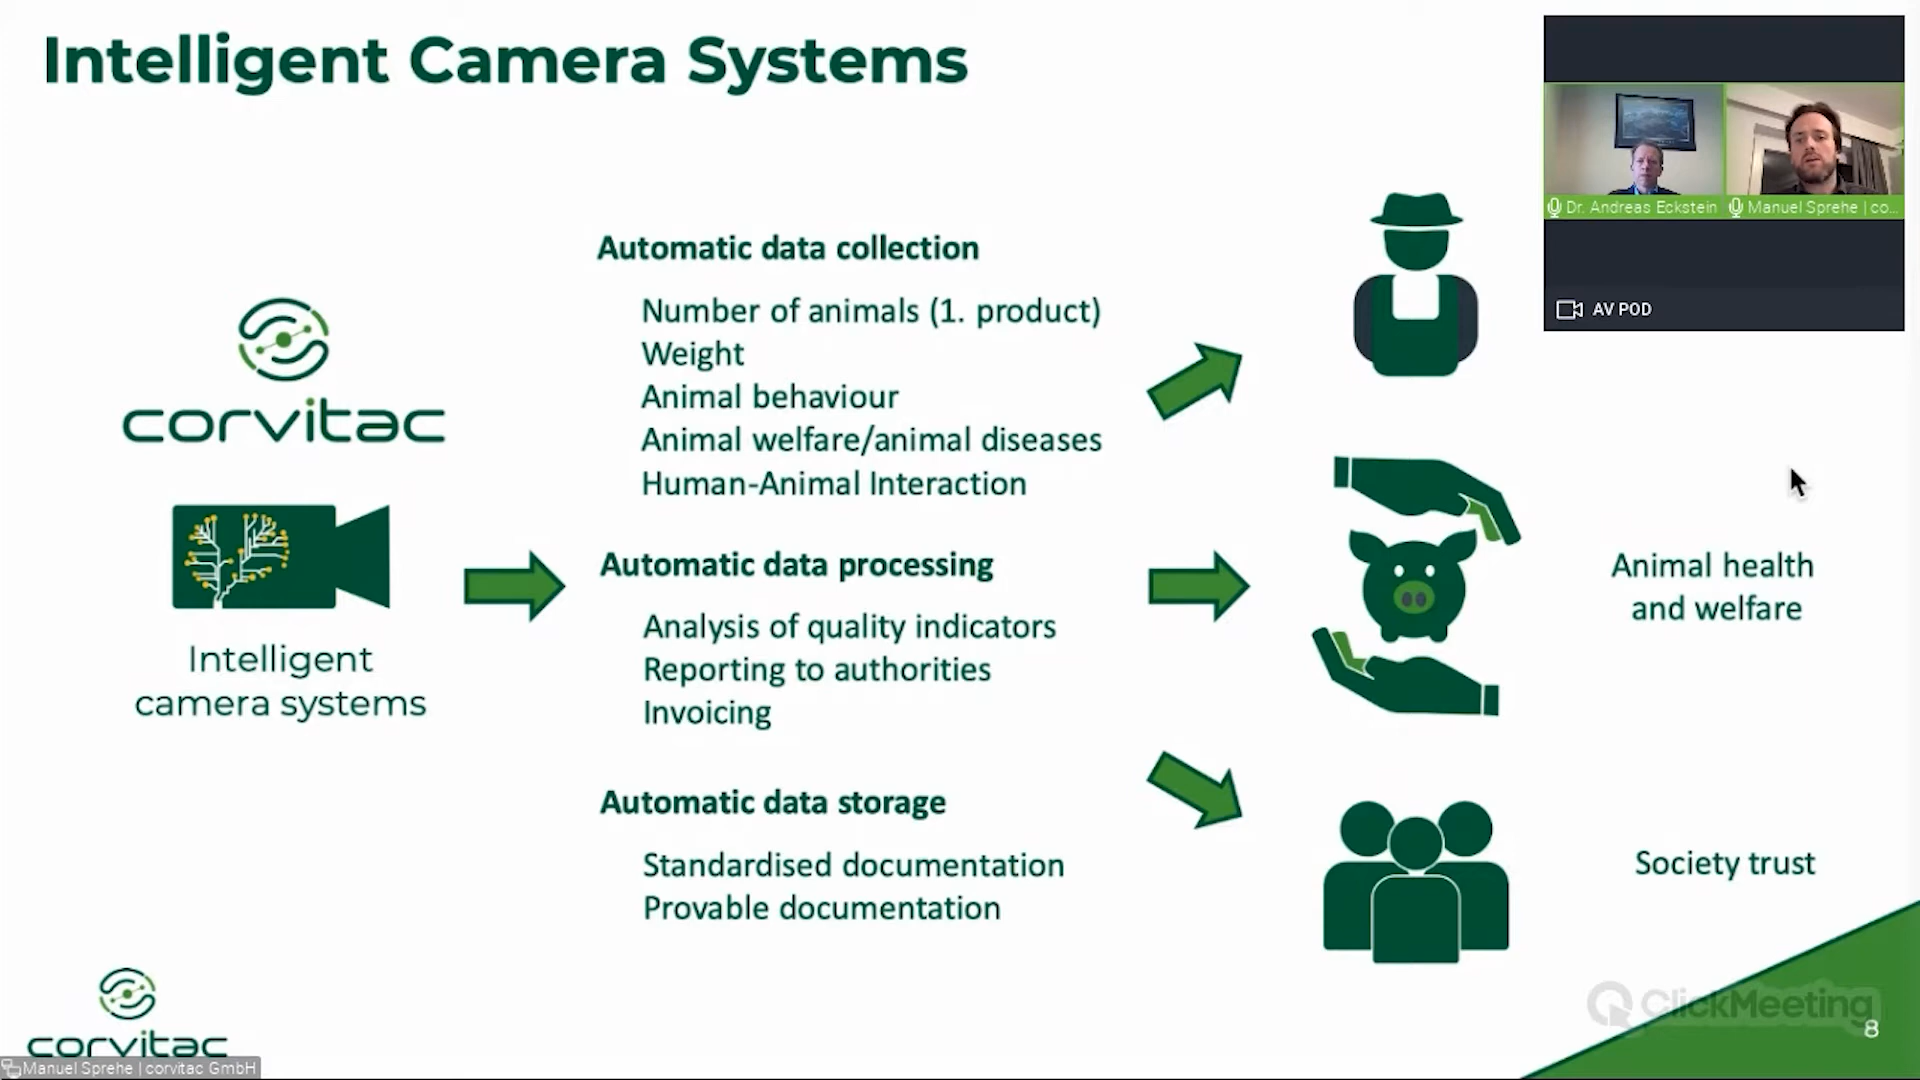 Intelligent Camera Systems
Dr. Andreas Eckstein
Manuel Sprehe | co...
AV POD
Automatic data collection
Number of animals (1. product)
Weight
Animal behaviour
Animal welfare/animal diseases
Human-Animal Interaction
corvitac
Intelligent
camera systems
Automatic data processing
Analysis of quality indicators
Reporting to authorities
Invoicing
Automatic data storage
Standardised documentation
Provable documentation
Animal health
and welfare
Society trust
ClickMeeting
8
corvitac
Manuel Sprehe | corvitac GmbH